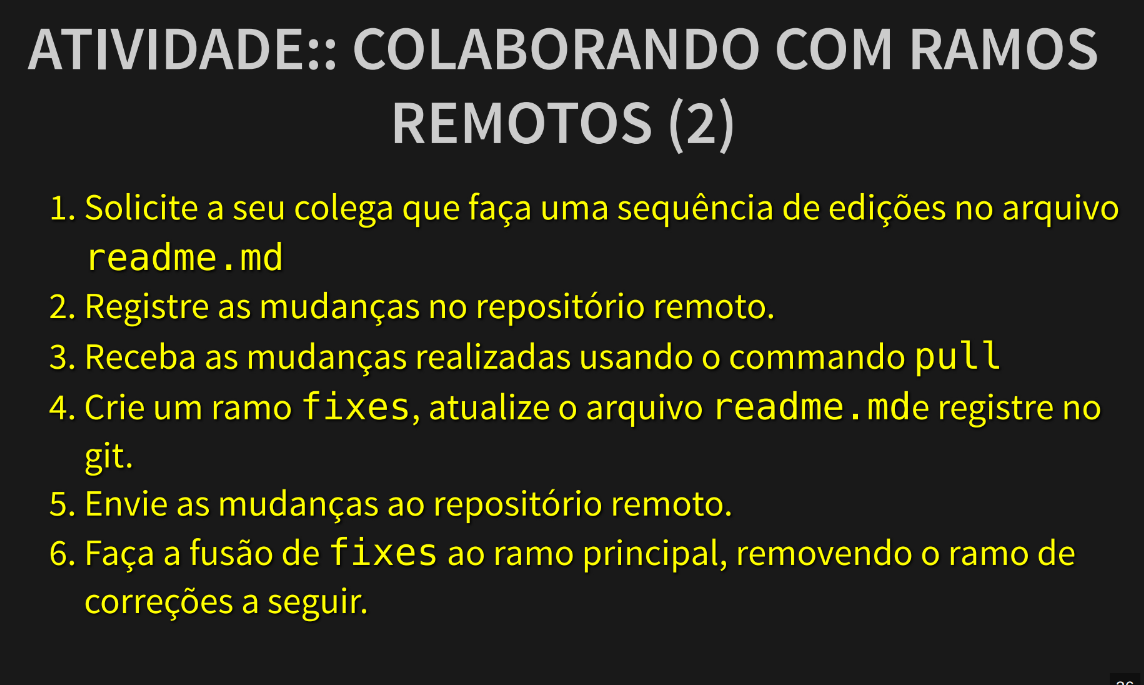 ATIVIDADE:: COLABORANDO COM RAMOS
REMOTOS (2)
1. Solicite a seu colega que faça uma sequência de edições no arquivo
readme.md
2. Registre as mudanças no repositório remoto.
3. Receba as mudanças realizadas usando o commando pull
4. Crie um ramo fixes, atualize o arquivo readme.mde registre no
git.
5. Envie as mudanças ao repositório remoto.
6. Faça a fusão de fixes ao ramo principal, removendo o ramo de
correções a seguir.